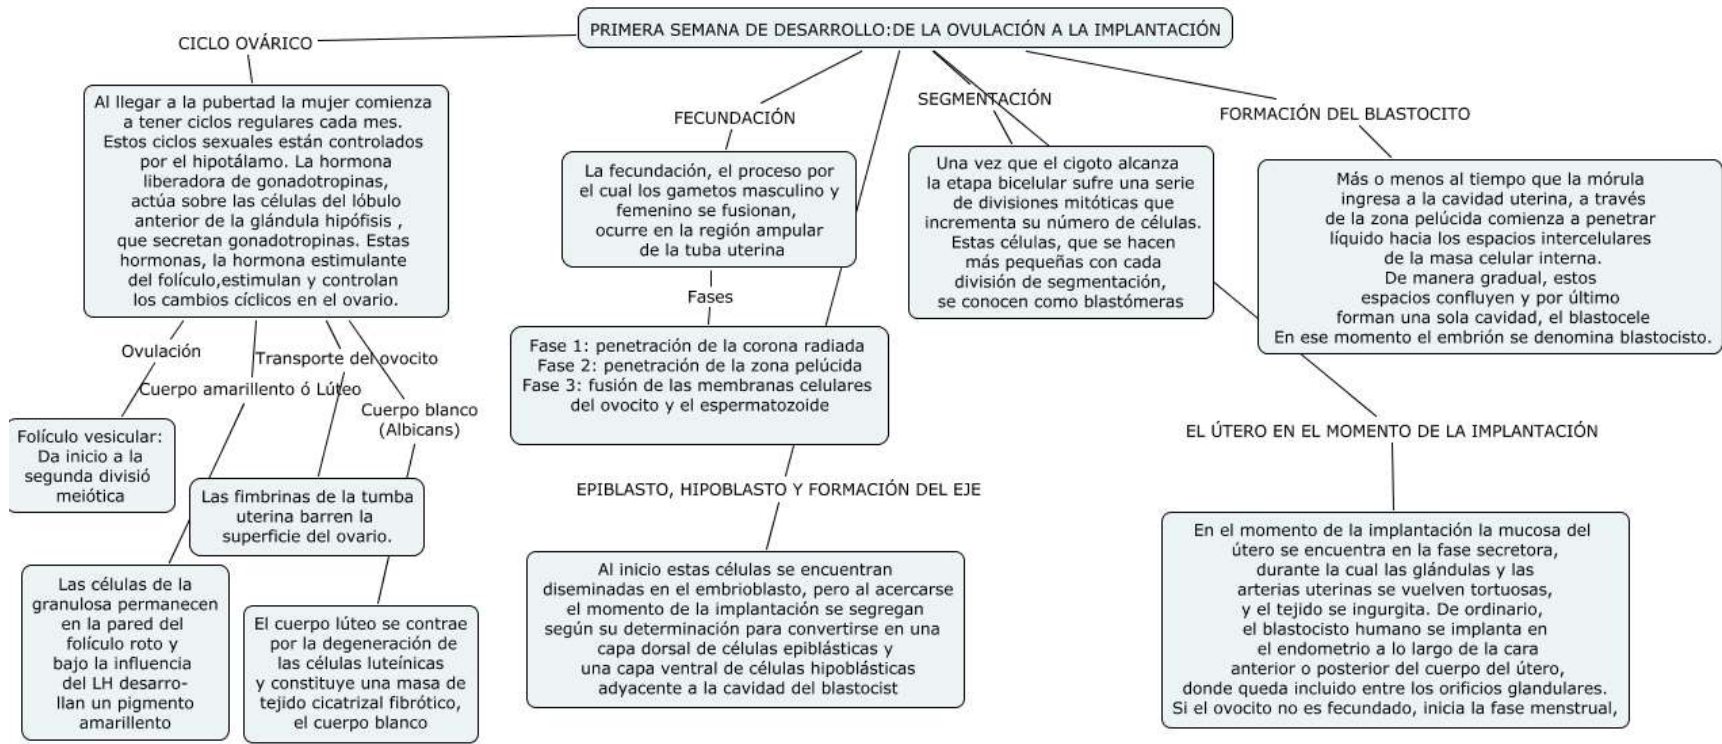 PRIMERA SEMANA DE DESARROLLO:DE LA OVULACIÓN A LA IMPLANTACIÓN
CICLO OVÁRICO
Al llegar a la pubertad la mujer comienza
a tener ciclos regulares cada mes.
Estos ciclos sexuales están controlados
por el hipotálamo. La hormona
liberadora de gonadotropinas,
actúa sobre las células del lóbulo
anterior de la glándula hipófisis ,
que secretan gonadotropinas. Estas
hormonas, la hormona estimulante
del folículo,estimulan y controlan
los cambios cíclicos en el ovario.
Ovulación
Folículo vesicular:
Da inicio a la
segunda divisió
meiótica
Cuerpo amarillento ó Lúteo
Las células de la
granulosa permanecen
en la pared del
folículo roto y
bajo la influencia
del LH desarro-
llan un pigmento
amarillento
Transporte del ovocito
Las fimbrinas de la tumba
uterina barren la
superficie del ovario.
Cuerpo blanco
(Albicans)
El cuerpo lúteo se contrae
por la degeneración de
las células luteínicas
y constituye una masa de
tejido cicatrizal fibrótico,
el cuerpo blanco
FECUNDACIÓN
La fecundación, el proceso por
el cual los gametos masculino y
femenino se fusionan,
ocurre en la región ampular
de la tuba uterina
Fases
Fase 1: penetración de la corona radiada
Fase 2: penetración de la zona pelúcida
Fase 3: fusión de las membranas celulares
del ovocito y el espermatozoide
EPIBLASTO, HIPOBLASTO Y FORMACIÓN DEL EJE
Al inicio estas células se encuentran
diseminadas en el embrioblasto, pero al acercarse
el momento de la implantación se segregan
según su determinación para convertirse en una
capa dorsal de células epiblásticas y
una capa ventral de células hipoblásticas
adyacente a la cavidad del blastocist
SEGMENTACIÓN
Una vez que el cigoto alcanza
la etapa bicelular sufre una serie
de divisiones mitóticas que
incrementa su número de células.
Estas células, que se hacen
más pequeñas con cada
división de segmentación,
se conocen como blastómeras
FORMACIÓN DEL BLASTOCITO
Más o menos al tiempo que la mórula
ingresa a la cavidad uterina, a través
de la zona pelúcida comienza a penetrar
líquido hacia los espacios intercelulares
de la masa celular interna.
De manera gradual, estos
espacios confluyen y por último
forman una sola cavidad, el blastocele
En ese momento el embrión se denomina blastocisto.
EL ÚTERO EN EL MOMENTO DE LA IMPLANTACIÓN
En el momento de la implantación la mucosa del
útero se encuentra en la fase secretora,
durante la cual las glándulas y las
arterias uterinas se vuelven tortuosas,
y el tejido se ingurgita. De ordinario,
el blastocisto humano se implanta en
el endometrio a lo largo de la cara
anterior o posterior del cuerpo del útero,
donde queda incluido entre los orificios glandulares.
Si el ovocito no es fecundado, inicia la fase menstrual,